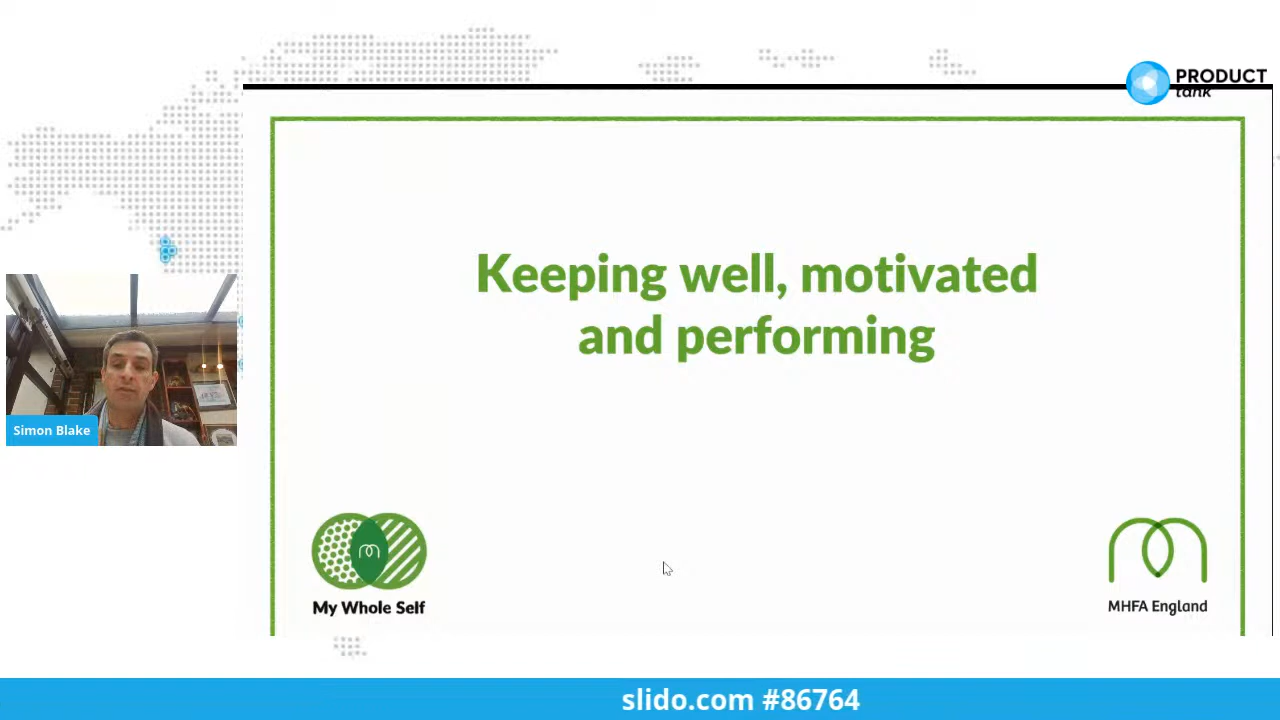 PRODUCT
tank
Keeping well, motivated
and performing
Simon Blake
My Whole Self
MHFA England
slido.com #86764